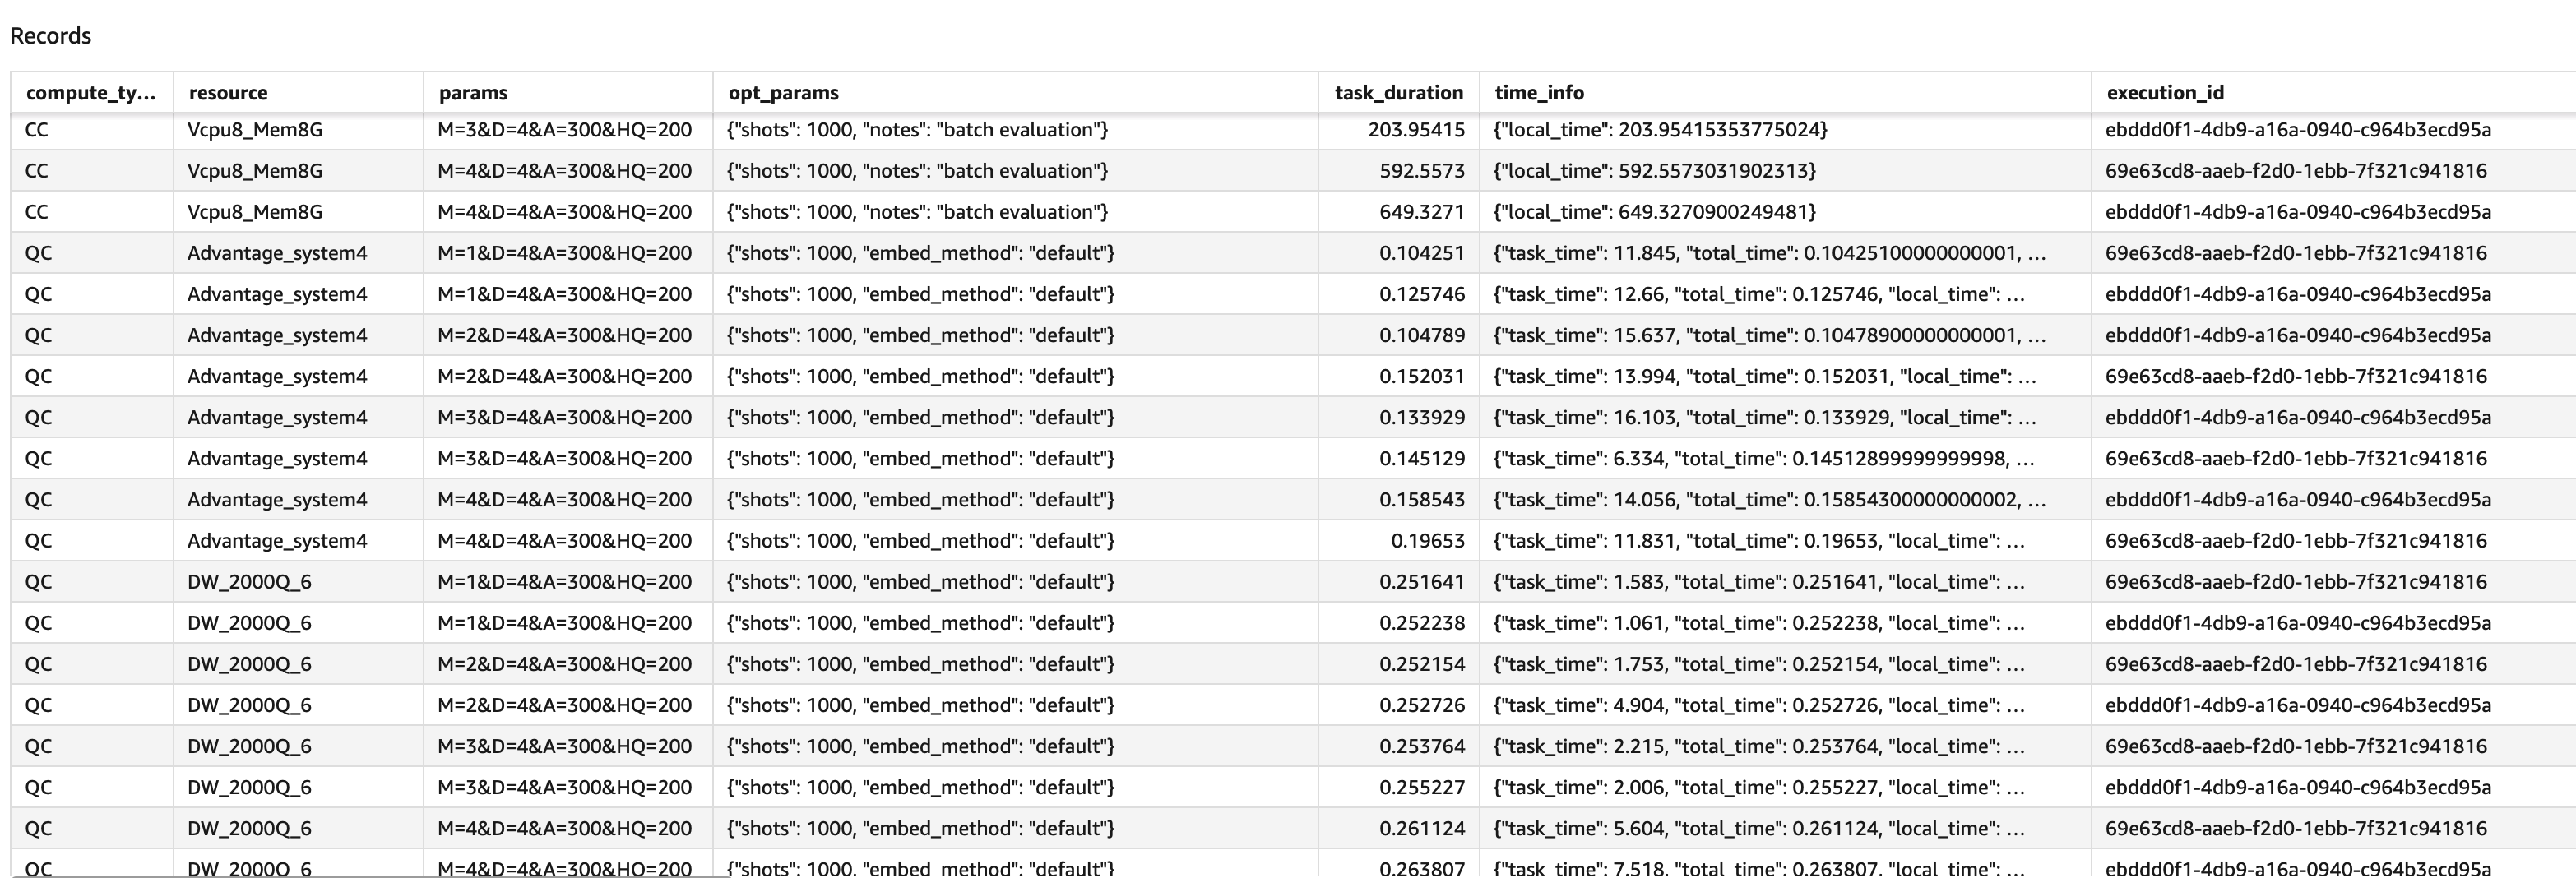 Records
compute_ty... resource params opt_params task_duration time_info execution_id
CC Vcpu8_Mem8G M=3&D=4&A=300&HQ=200 {"shots": 1000, "notes": "batch evaluation"} 203.95415 {"local_time": 203.95415353775024} ebddd0f1-4db9-a16a-0940-c964b3ecd95a
CC Vcpu8_Mem8G M=4&D=4&A=300&HQ=200 {"shots": 1000, "notes": "batch evaluation"} 592.5573 {"local_time": 592.5573031902313} 69e63cd8-aaeb-f2d0-1ebb-7f321c941816
CC Vcpu8_Mem8G M=4&D=4&A=300&HQ=200 {"shots": 1000, "notes": "batch evaluation"} 649.3271 {"local_time": 649.3270900249481} ebddd0f1-4db9-a16a-0940-c964b3ecd95a
QC Advantage_system4 M=1&D=4&A=300&HQ=200 {"shots": 1000, "embed_method": "default"} 0.104251 {"task_time": 11.845, "total_time": 0.10425100000000001, ... 69e63cd8-aaeb-f2d0-1ebb-7f321c941816
QC Advantage_system4 M=1&D=4&A=300&HQ=200 {"shots": 1000, "embed_method": "default"} 0.125746 {"task_time": 12.66, "total_time": 0.125746, "local_time": ... ebddd0f1-4db9-a16a-0940-c964b3ecd95a
QC Advantage_system4 M=2&D=4&A=300&HQ=200 {"shots": 1000, "embed_method": "default"} 0.104789 {"task_time": 15.637, "total_time": 0.10478900000000001, ... ebddd0f1-4db9-a16a-0940-c964b3ecd95a
QC Advantage_system4 M=2&D=4&A=300&HQ=200 {"shots": 1000, "embed_method": "default"} 0.152031 {"task_time": 13.994, "total_time": 0.152031, "local_time": ... 69e63cd8-aaeb-f2d0-1ebb-7f321c941816
QC Advantage_system4 M=3&D=4&A=300&HQ=200 {"shots": 1000, "embed_method": "default"} 0.133929 {"task_time": 16.103, "total_time": 0.133929, "local_time": ... ebddd0f1-4db9-a16a-0940-c964b3ecd95a
QC Advantage_system4 M=3&D=4&A=300&HQ=200 {"shots": 1000, "embed_method": "default"} 0.145129 {"task_time": 6.334, "total_time": 0.14512899999999998, ... 69e63cd8-aaeb-f2d0-1ebb-7f321c941816
QC Advantage_system4 M=4&D=4&A=300&HQ=200 {"shots": 1000, "embed_method": "default"} 0.158543 {"task_time": 14.056, "total_time": 0.15854300000000002, ... ebddd0f1-4db9-a16a-0940-c964b3ecd95a
QC Advantage_system4 M=4&D=4&A=300&HQ=200 {"shots": 1000, "embed_method": "default"} 0.19653 {"task_time": 11.831, "total_time": 0.19653, "local_time": ... 69e63cd8-aaeb-f2d0-1ebb-7f321c941816
QC DW_2000Q_6 M=1&D=4&A=300&HQ=200 {"shots": 1000, "embed_method": "default"} 0.251641 {"task_time": 1.583, "total_time": 0.251641, "local_time": ... 69e63cd8-aaeb-f2d0-1ebb-7f321c941816
QC DW_2000Q_6 M=1&D=4&A=300&HQ=200 {"shots": 1000, "embed_method": "default"} 0.252238 {"task_time": 1.061, "total_time": 0.252238, "local_time": ... ebddd0f1-4db9-a16a-0940-c964b3ecd95a
QC DW_2000Q_6 M=2&D=4&A=300&HQ=200 {"shots": 1000, "embed_method": "default"} 0.252154 {"task_time": 1.753, "total_time": 0.252154, "local_time": ... 69e63cd8-aaeb-f2d0-1ebb-7f321c941816
QC DW_2000Q_6 M=2&D=4&A=300&HQ=200 {"shots": 1000, "embed_method": "default"} 0.252726 {"task_time": 4.904, "total_time": 0.252726, "local_time": ... ebddd0f1-4db9-a16a-0940-c964b3ecd95a
QC DW_2000Q_6 M=3&D=4&A=300&HQ=200 {"shots": 1000, "embed_method": "default"} 0.253764 {"task_time": 2.215, "total_time": 0.253764, "local_time": ... 69e63cd8-aaeb-f2d0-1ebb-7f321c941816
QC DW_2000Q_6 M=3&D=4&A=300&HQ=200 {"shots": 1000, "embed_method": "default"} 0.255227 {"task_time": 2.006, "total_time": 0.255227, "local_time": ... ebddd0f1-4db9-a16a-0940-c964b3ecd95a
QC DW_2000Q_6 M=4&D=4&A=300&HQ=200 {"shots": 1000, "embed_method": "default"} 0.261124 {"task_time": 5.604, "total_time": 0.261124, "local_time": ... 69e63cd8-aaeb-f2d0-1ebb-7f321c941816
QC DW_2000Q_6 M=4&D=4&A=300&HQ=200 {"shots": 1000, "embed_method": "default"} 0.263807 {"task_time": 7.518, "total_time": 0.263807, "local_time": ... ebddd0f1-4db9-a16a-0940-c964b3ecd95a